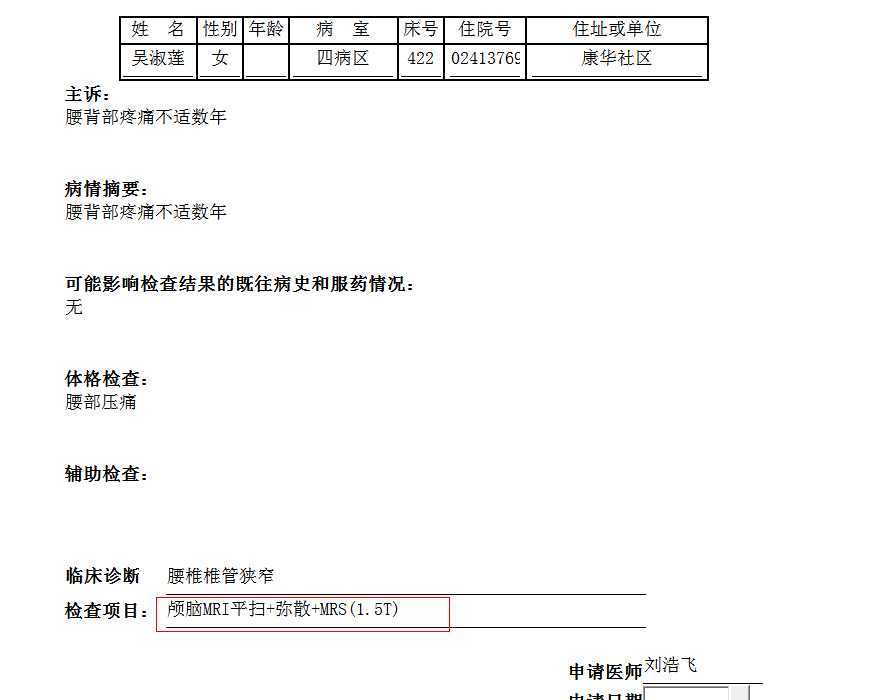 姓 名 性别 年龄 病 室 床号 住院号 住址或单位
吴淑莲 女 四病区 422 02413769 康华社区
主诉：
腰背部疼痛不适数年
病情摘要：
腰背部疼痛不适数年
可能影响检查结果的既往病史和服药情况：
无
体格检查：
腰部压痛
辅助检查：
临床诊断 腰椎椎管狭窄
检查项目： 颅脑MRI平扫+弥散+MRS(1.5T)
申请医师 刘浩飞
申请日期